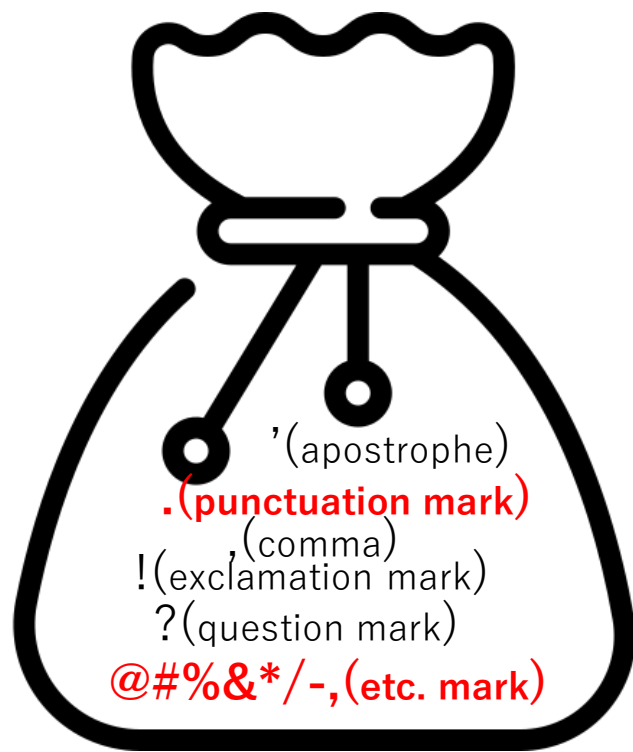 ’(apostrophe)
.(punctuation mark)
,(comma)
!(exclamation mark)
?(question mark)
@#%&*/-,(etc. mark)